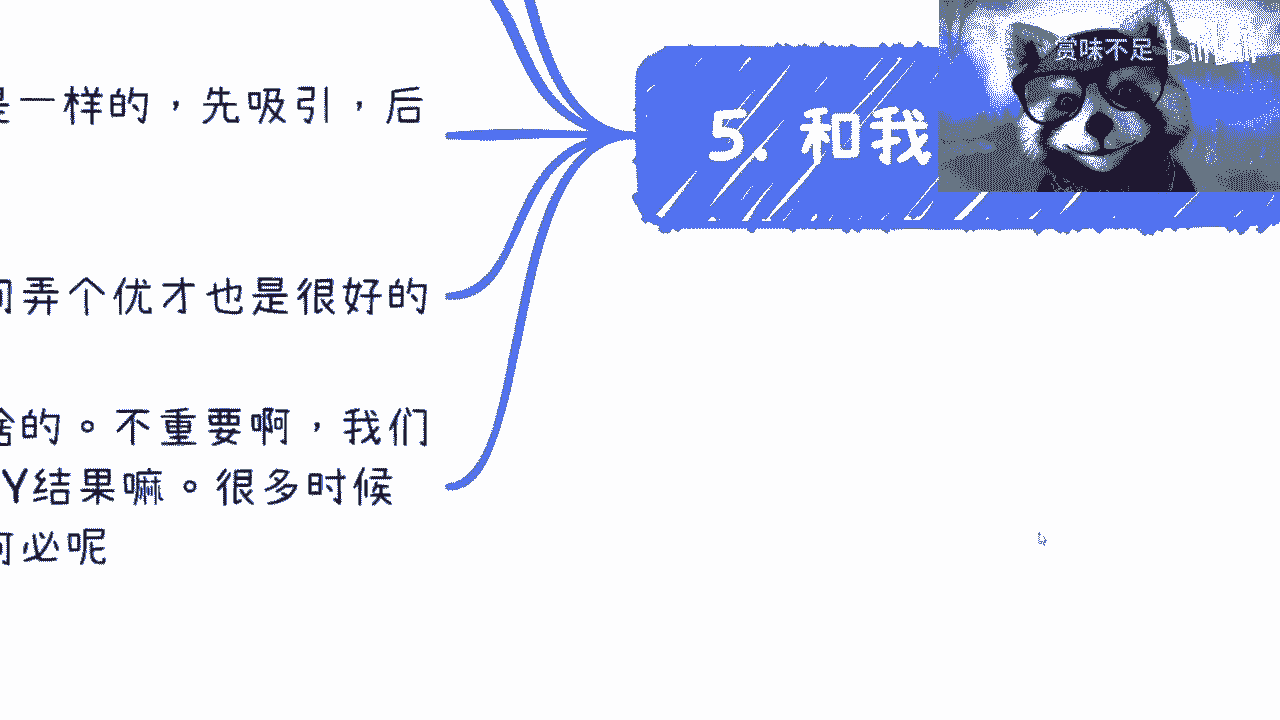 是一样的，先吸引，后
弄个优才也是很好的
的。不重要啊，我们
Y结果嘛。很多时候
何必呢
5. 和我
赏味不足 bilibili